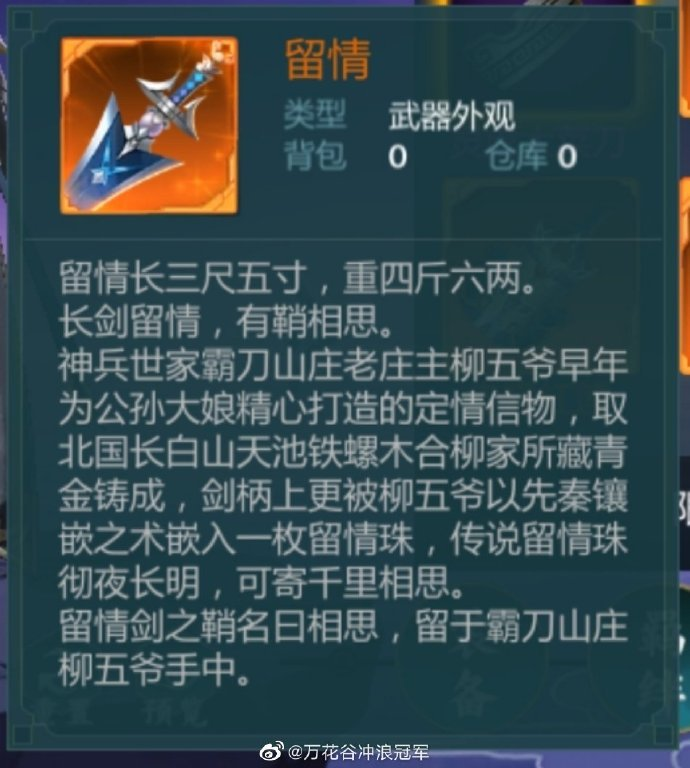 留情
类型 武器外观
背包 0 仓库 0
留情长三尺五寸，重四斤六两。
长剑留情，有鞘相思。
神兵世家霸刀山庄老庄主柳五爷早年
为公孙大娘精心打造的定情信物，取
北国长白山天池铁螺木合柳家所藏青
金铸成，剑柄上更被柳五爷以先秦镶
嵌之术嵌入一枚留情珠，传说留情珠
彻夜长明，可寄千里相思。
留情剑之鞘名曰相思，留于霸刀山庄
柳五爷手中。
预览
@万花谷冲浪冠军